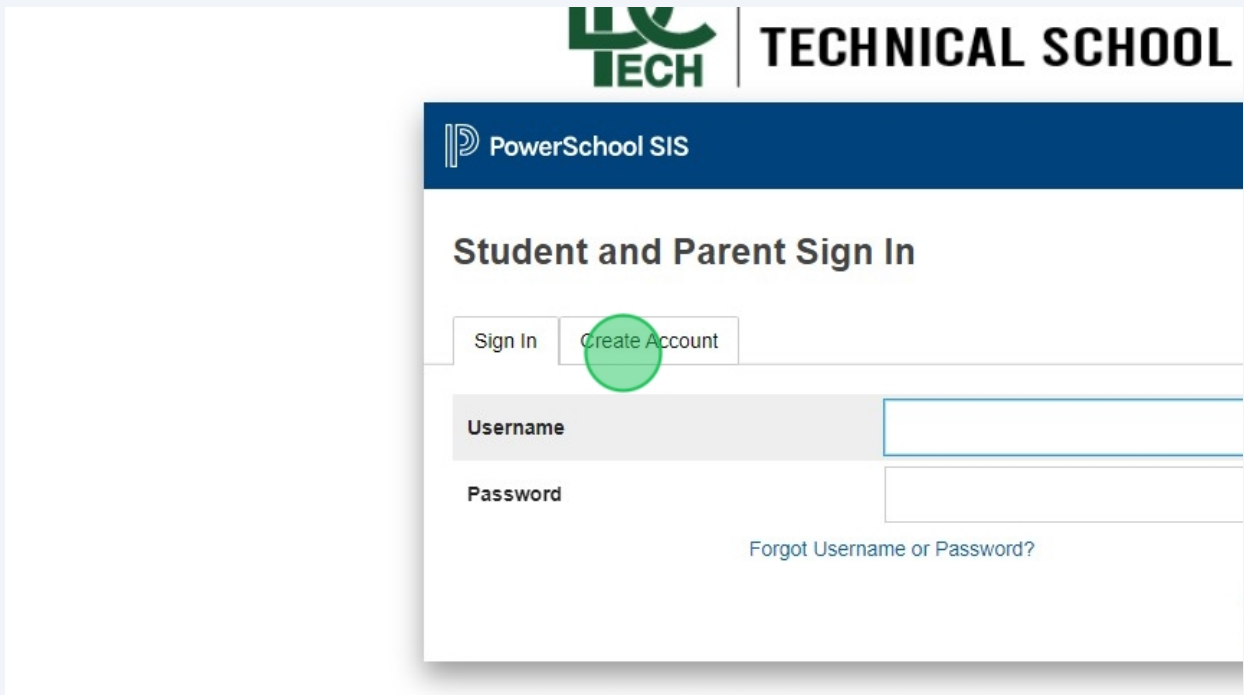 TECH
TECHNICAL SCHOOL
PowerSchool SIS
Student and Parent Sign In
Sign In
Create Account
Username
Password
Forgot Username or Password?